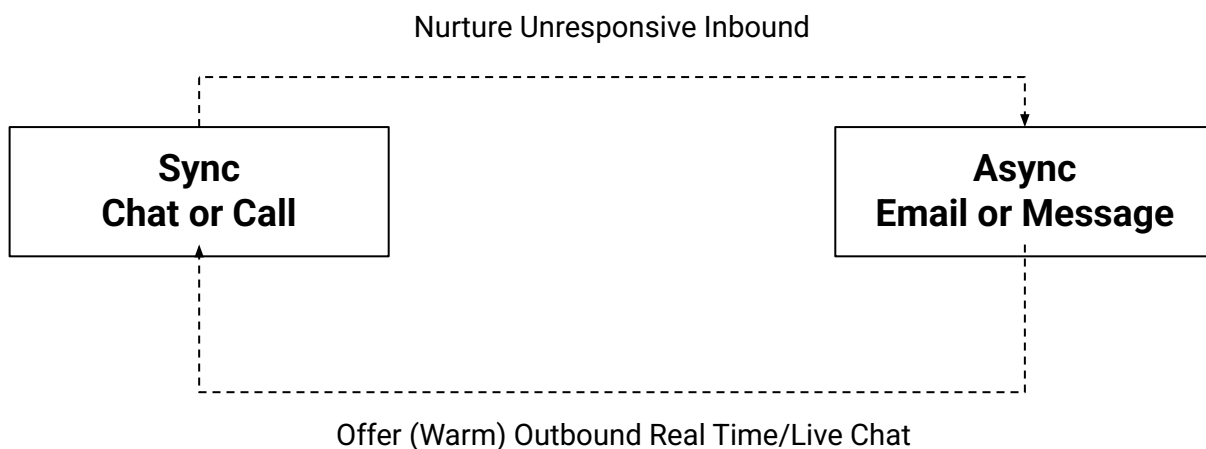 Nurture Unresponsive Inbound
Sync
Chat or Call
Async
Email or Message
Offer (Warm) Outbound Real Time/Live Chat